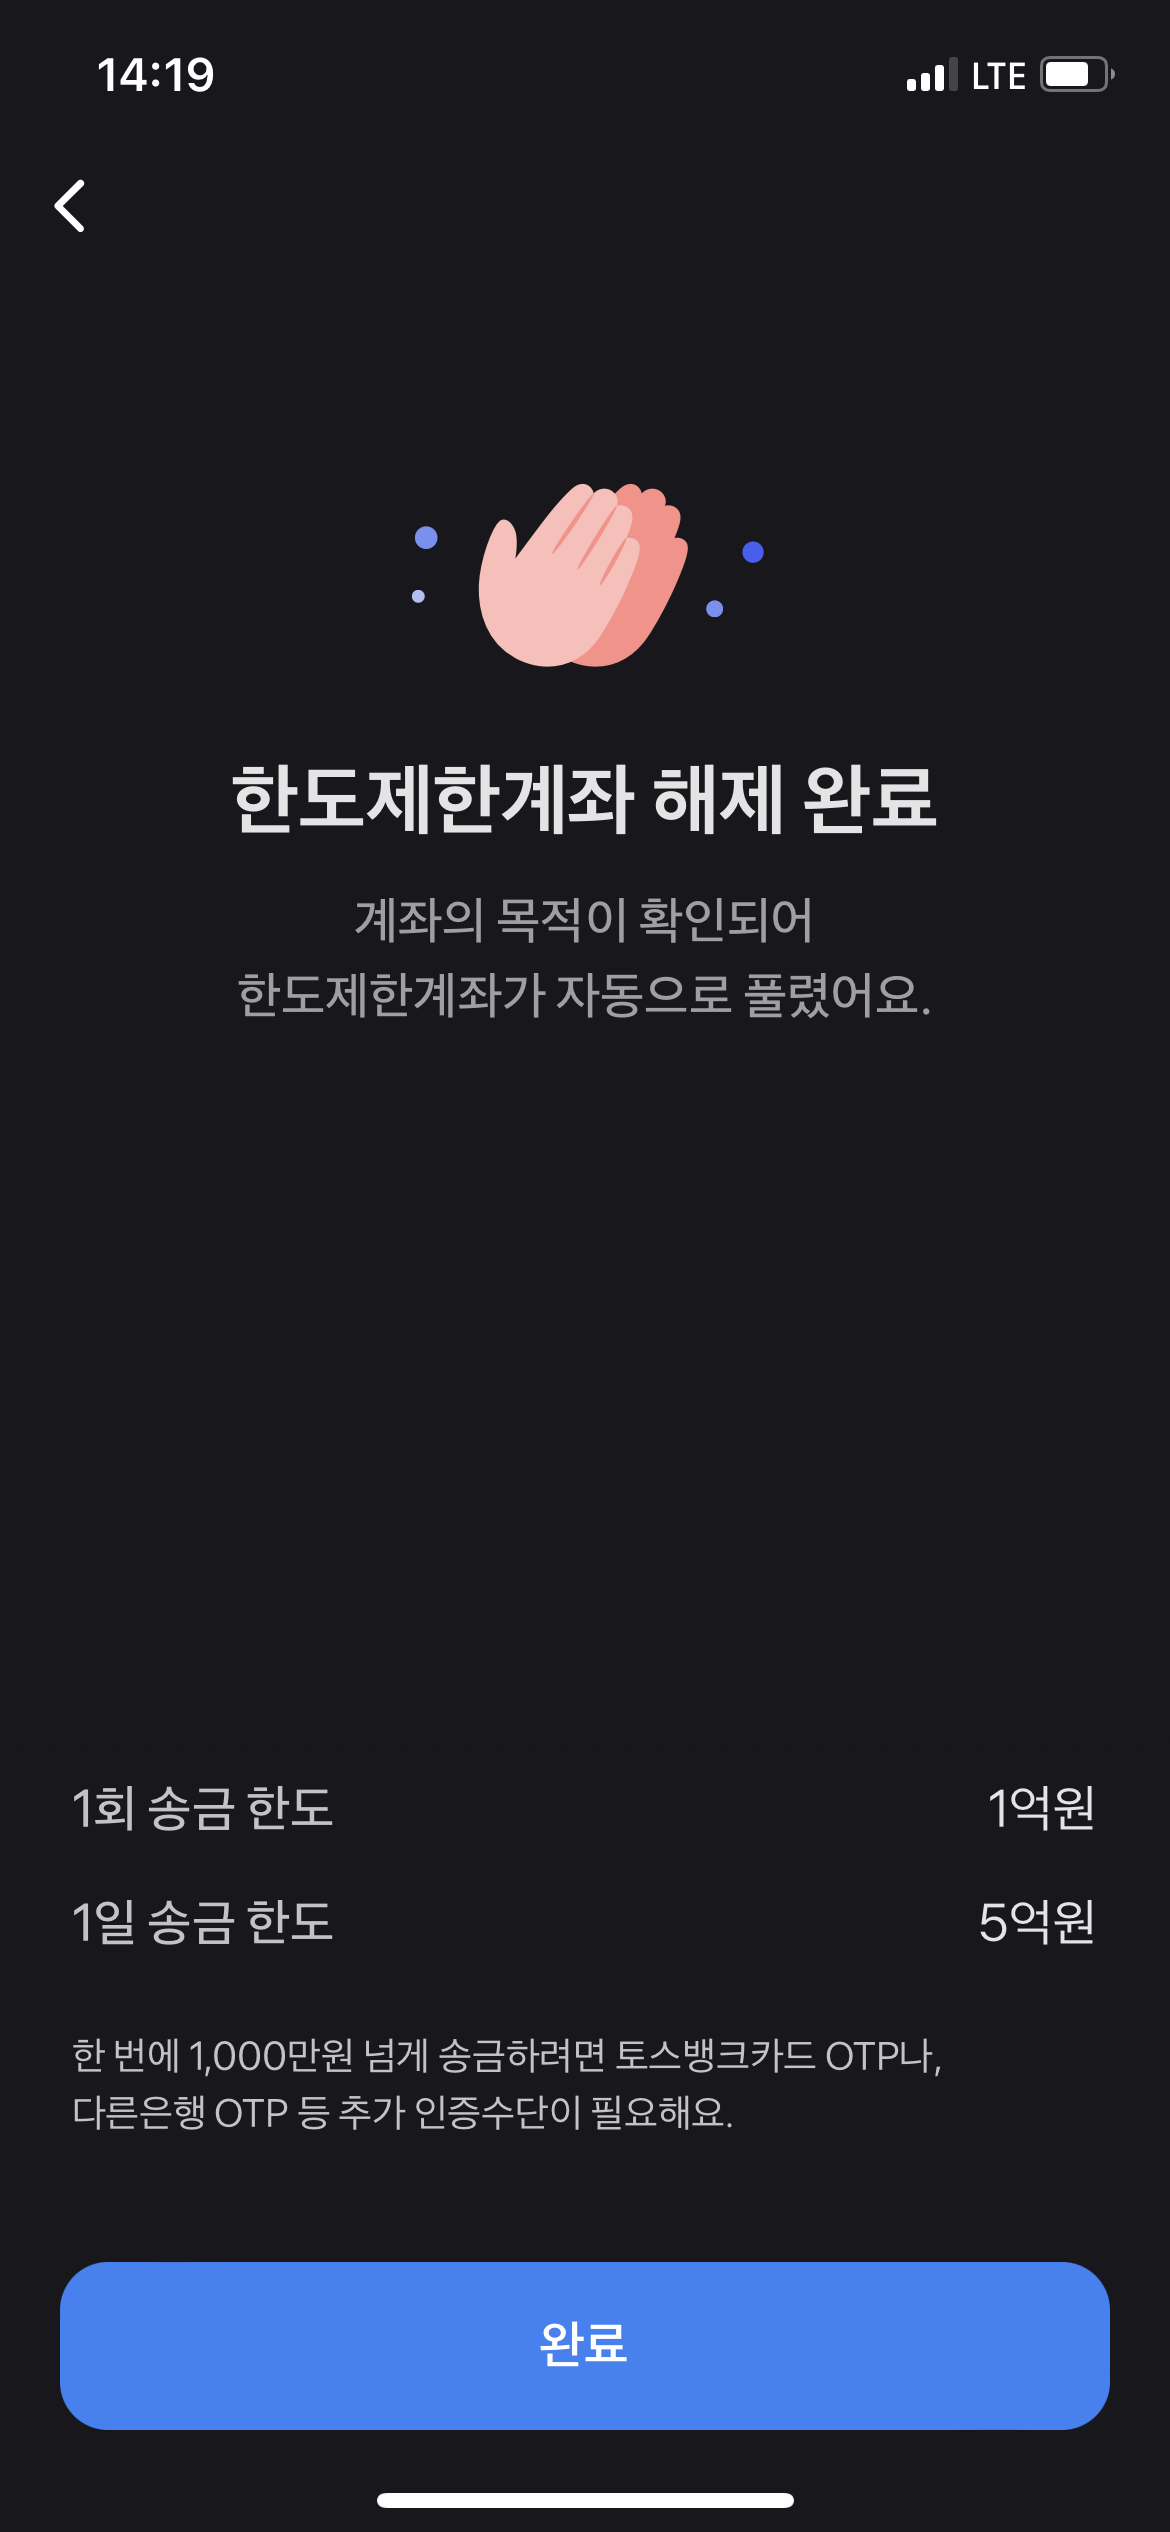 14:19
LTE
한도제한계좌 해제 완료
계좌의 목적이 확인되어
한도제한계좌가 자동으로 풀렸어요.
1회 송금 한도 1억원
1일 송금 한도 5억원
한 번에 1,000만원 넘게 송금하려면 토스뱅크카드 OTP나,
다른은행 OTP 등 추가 인증수단이 필요해요.
완료